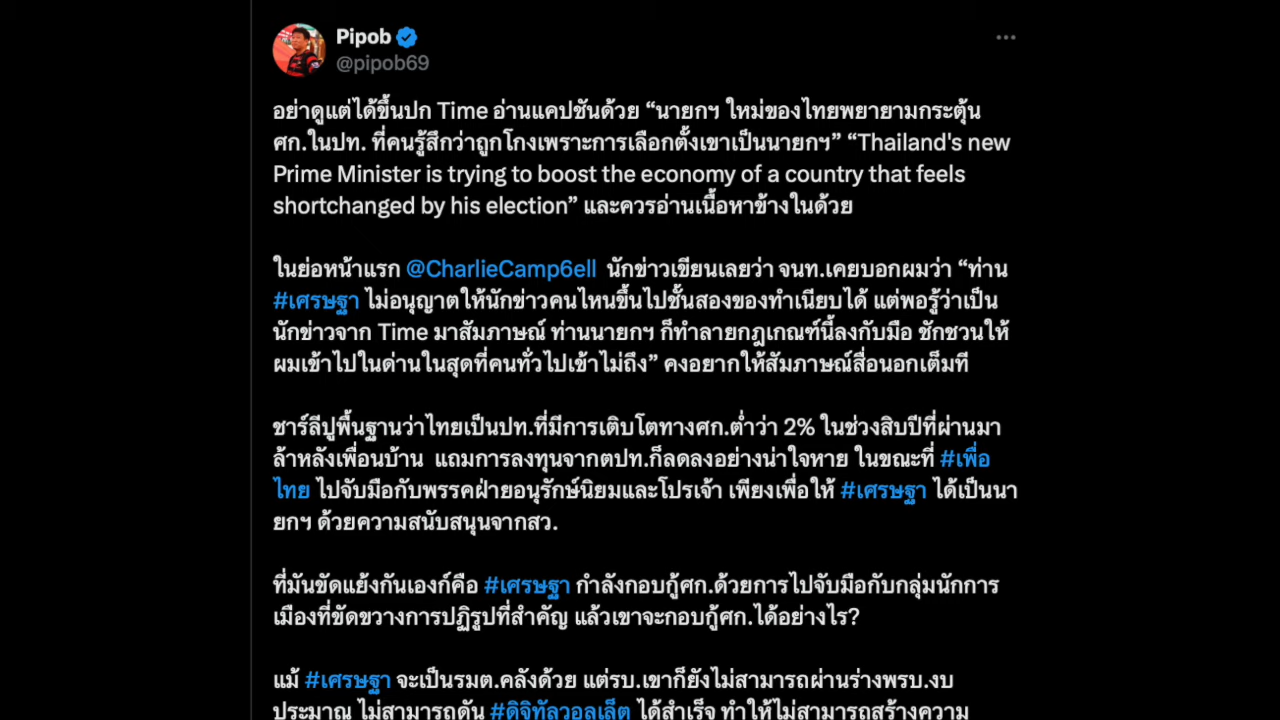 Pipob
@pipob69
อย่าดูแต่ได้ขึ้นปก Time อ่านแคปชันด้วย “นายกฯ ใหม่ของไทยพยายามกระตุ้น
ศก.ในปท. ที่คนรู้สึกว่าถูกโกงเพราะการเลือกตั้งเขาเป็นนายกฯ” “Thailand's new
Prime Minister is trying to boost the economy of a country that feels
shortchanged by his election” และควรอ่านเนื้อหาข้างในด้วย
ในย่อหน้าแรก @CharlieCamp6ell นักข่าวเขียนเลยว่า จนท.เคยบอกผมว่า “ท่าน
#เศรษฐา ไม่อนุญาตให้นักข่าวคนไหนขึ้นไปชั้นสองของทำเนียบได้ แต่พอรู้ว่าเป็น
นักข่าวจาก Time มาสัมภาษณ์ ท่านนายกฯ ก็ทำลายกฎเกณฑ์นี้ลงกับมือ ชักชวนให้
ผมเข้าไปในด่านในสุดที่คนทั่วไปเข้าไม่ถึง” คงอยากให้สัมภาษณ์สื่อนอกเต็มที
ชาร์ลีปูพื้นฐานว่าไทยเป็นปท.ที่มีการเติบโตทางศก.ต่ำว่า 2% ในช่วงสิบปีที่ผ่านมา
ล้าหลังเพื่อนบ้าน แถมการลงทุนจากตปท.ก็ลดลงอย่างน่าใจหาย ในขณะที่ #เพื่อ
ไทย ไปจับมือกับพรรคฝ่ายอนุรักษ์นิยมและโปรเจ้า เพียงเพื่อให้ #เศรษฐา ได้เป็นนา
ยกฯ ด้วยความสนับสนุนจากสว.
ที่มันขัดแย้งกันเองก์คือ #เศรษฐา กำลังกอบกู้ศก.ด้วยการไปจับมือกับกลุ่มนักการ
เมืองที่ขัดขวางการปฏิรูปที่สำคัญ แล้วเขาจะกอบกู้ศก.ได้อย่างไร?
แม้ #เศรษฐา จะเป็นรมต.คลังด้วย แต่รบ.เขาก็ยังไม่สามารถผ่านร่างพรบ.งบ
ประมาณ ไม่สามารถดัน #ดิจิทัลวอลเล็ต ได้สำเร็จ ทำให้ไม่สามารถสร้างความ